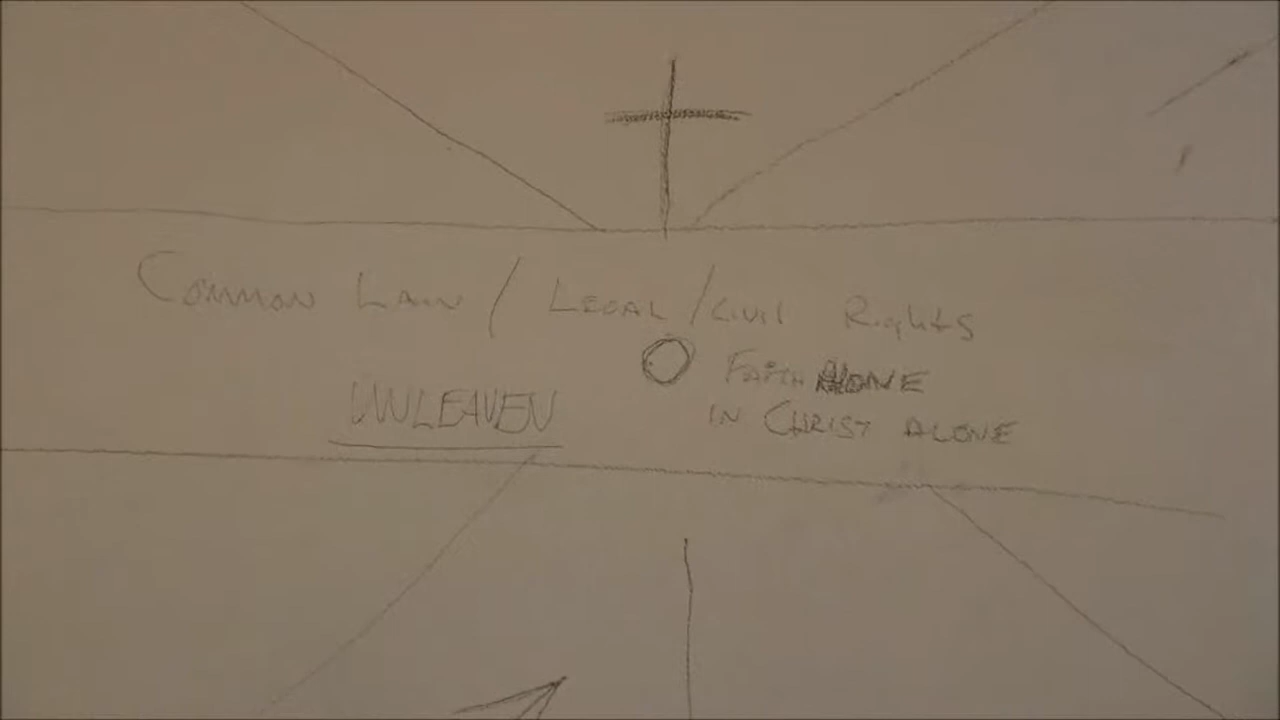 Common Law / Legal / Civil Rights
FAITH ALONE
IN CHRIST ALONE
UNLEAVEN